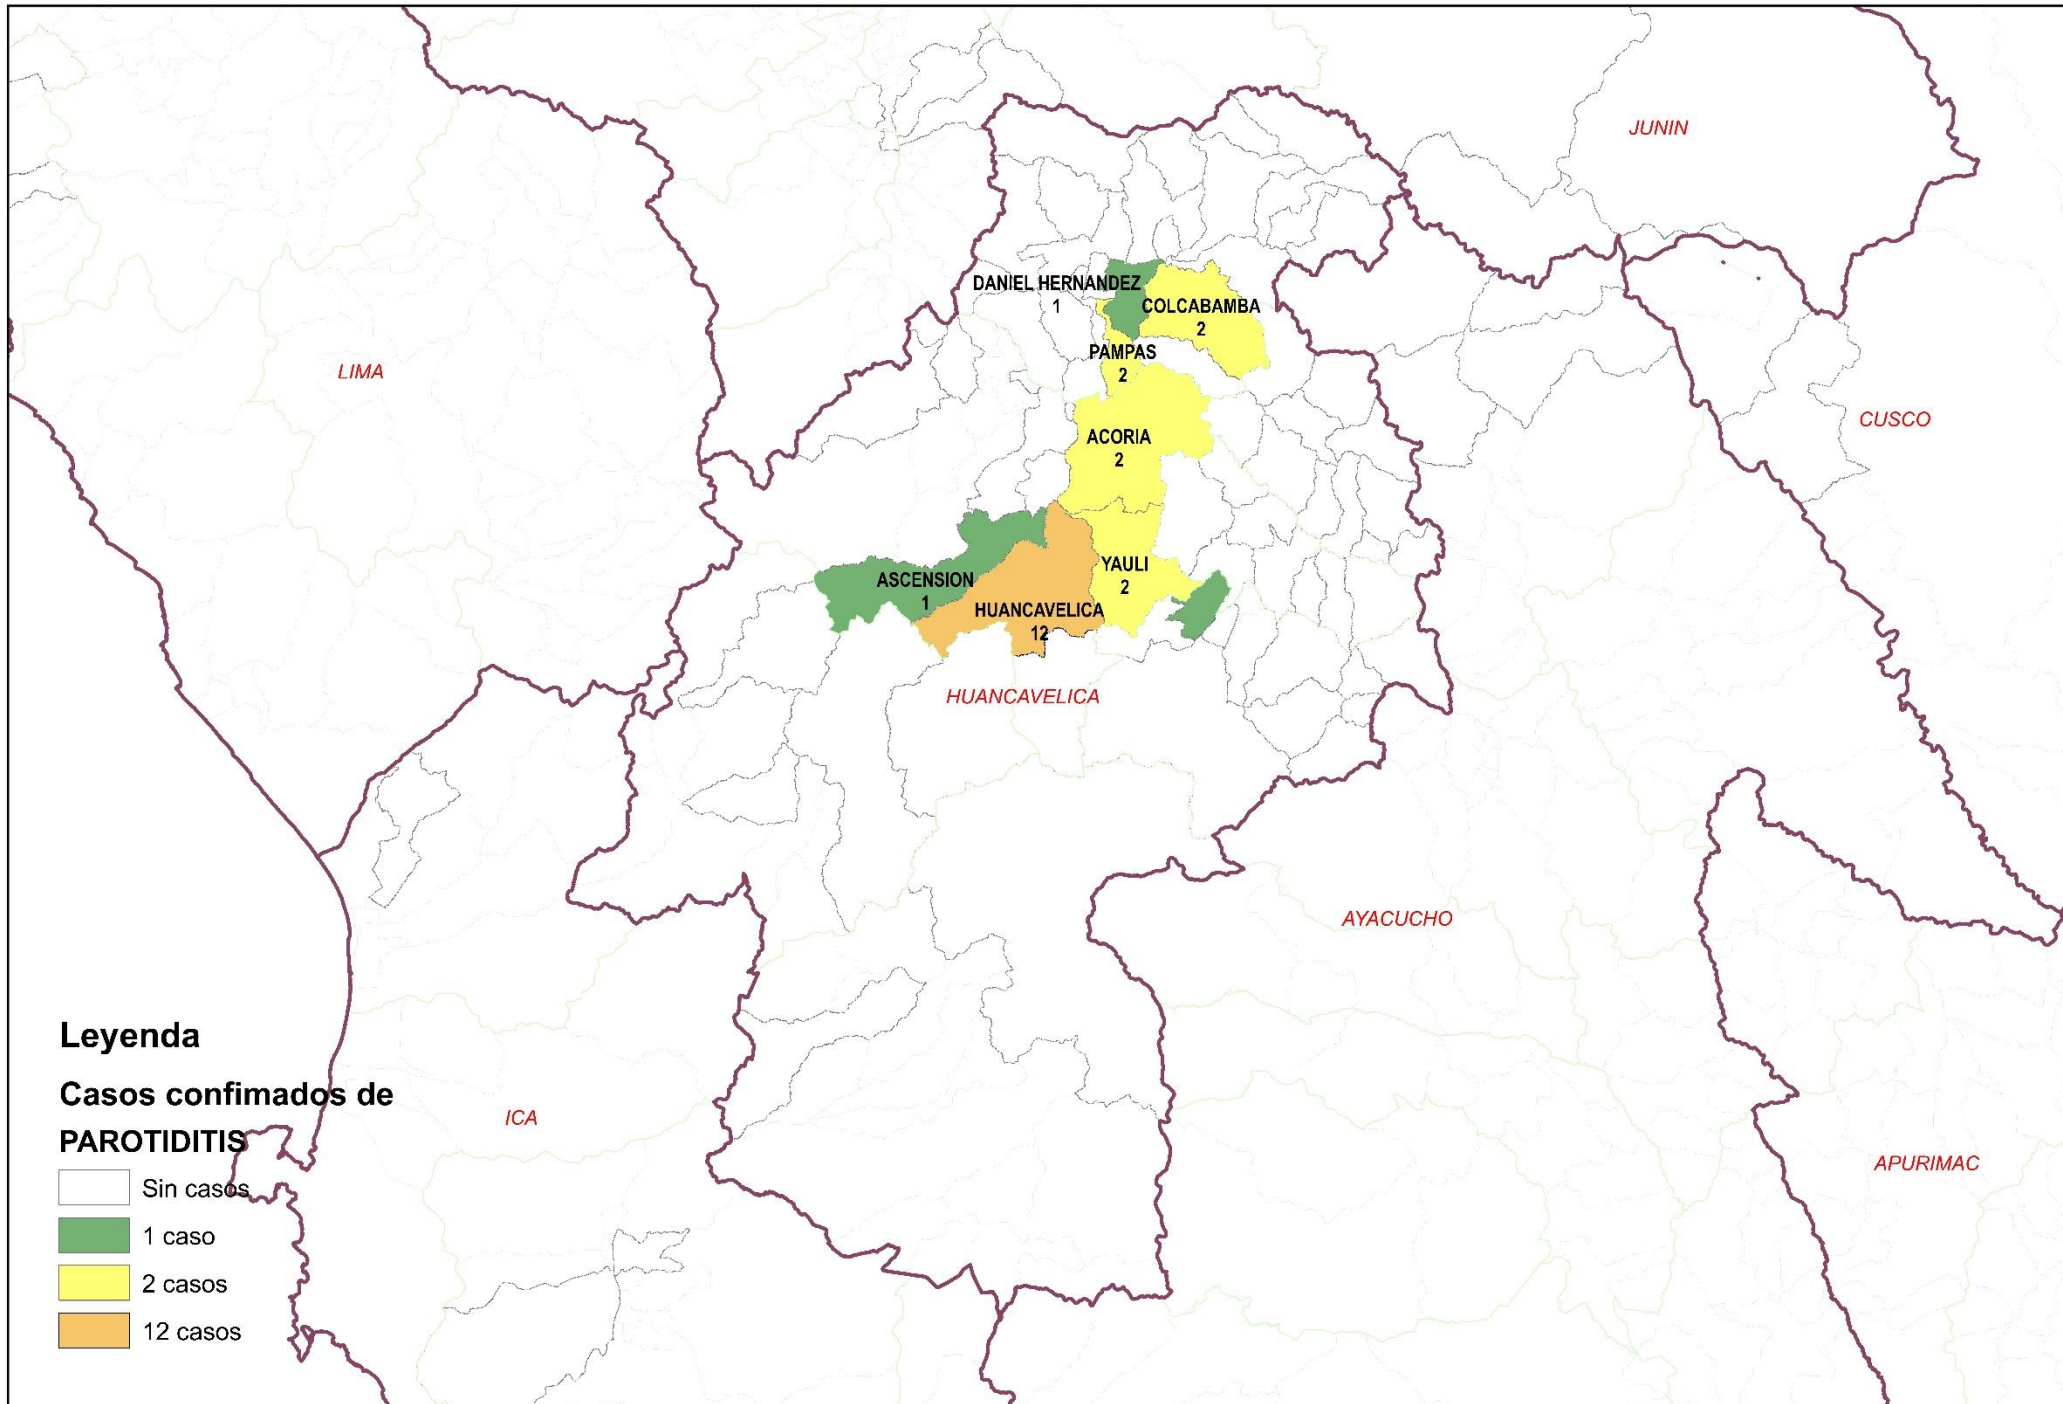 JUNIN
DANIEL HERNANDEZ
1
COLCABAMBA
2
PAMPAS
2
LIMA
CUSCO
ACORIA
2
YAULI
2
ASCENSION
1
HUANCAVELICA
12
HUANCAVELICA
AYACUCHO
Leyenda
Casos confimados de
PAROTIDITIS
Sin casos
1 caso
2 casos
12 casos
ICA
APURIMAC